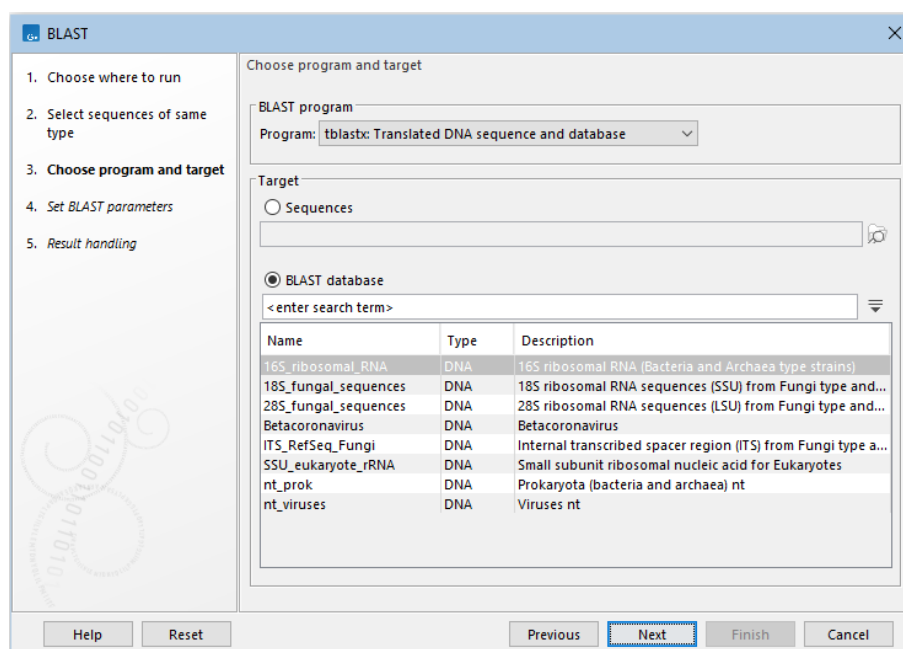 BLAST
1. Choose where to run
2. Select sequences of same
type
3. Choose program and target
4. Set BLAST parameters
5. Result handling
Choose program and target
BLAST program
Program: tblastx: Translated DNA sequence and database
Target
Sequences
BLAST database
<enter search term>
Name Type Description
16S_ribosomal_RNA DNA 16S ribosomal RNA (Bacteria and Archaea type strains)
18S_fungal_sequences DNA 18S ribosomal RNA sequences (SSU) from Fungi type and...
28S_fungal_sequences DNA 28S ribosomal RNA sequences (LSU) from Fungi type and...
Betacoronavirus DNA Betacoronavirus
ITS_RefSeq_Fungi DNA Internal transcribed spacer region (ITS) from Fungi type a...
SSU_eukaryote_rRNA DNA Small subunit ribosomal nucleic acid for Eukaryotes
nt_prok DNA Prokaryota (bacteria and archaea) nt
nt_viruses DNA Viruses nt
Help Reset Previous Next Finish Cancel